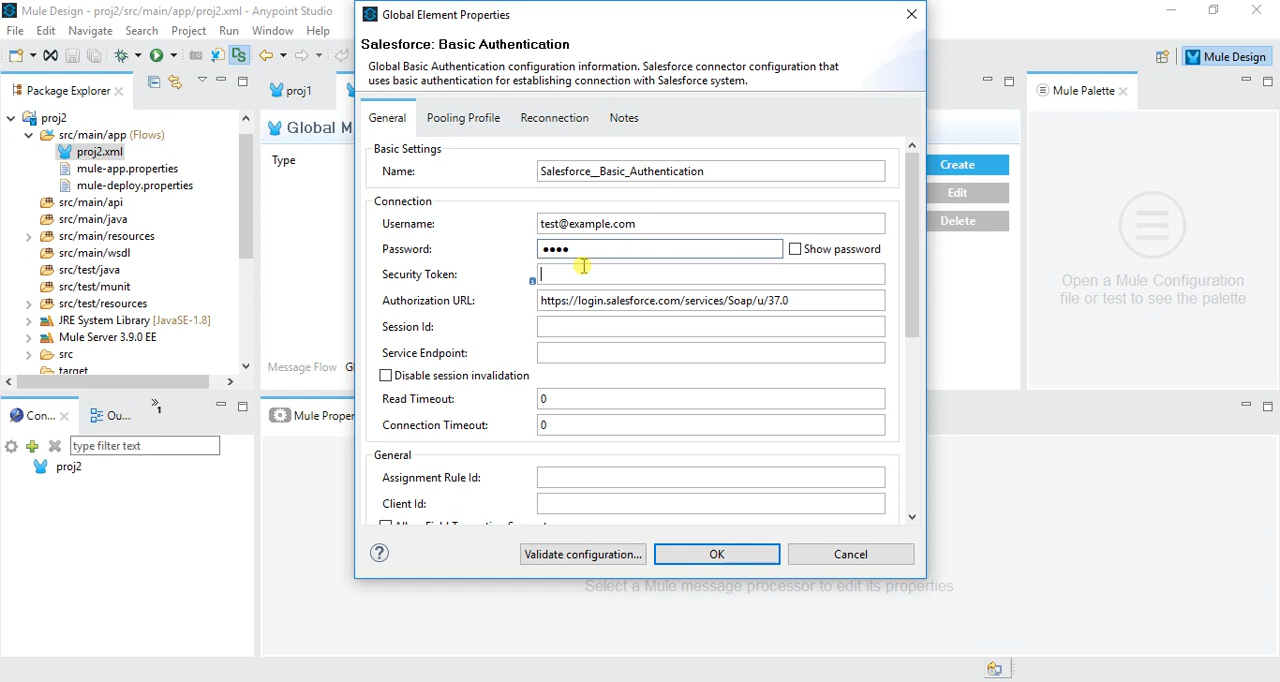 Mule Design - proj2/src/main/app/proj2.xml - Anypoint Studio
File Edit Navigate Search Project Run Window Help
Mule Design
Package Explorer
proj2
src/main/app (Flows)
proj2.xml
mule-app.properties
mule-deploy.properties
src/main/api
src/main/java
src/main/resources
src/main/wsdl
src/test/java
src/test/munit
src/test/resources
JRE System Library [JavaSE-1.8]
Mule Server 3.9.0 EE
src
target
proj1
Global M
Type
Message Flow
Global Element Properties
Salesforce: Basic Authentication
Global Basic Authenticatuin configuratrin information. Salesforce connector configuration that
uses basic authentication for establishing connection with Salesforce system.
General Pooling Profile Reconnection Notes
Basic Settings
Name: Salesforce__Basic_Authentication
Connection
Username: test@example.com
Password: ●●●● Show password
Security Token:
Authorization URL: https://login.salesforce.com/services/Soap/u/37.0
Session Id:
Service Endpoint:
Disable session invalidation
Read Timeout: 0
Connection Timeout: 0
General
Assignment Rule Id:
Client Id:
Validate configuration... OK Cancel
Create
Edit
Delete
Mule Palette
Open a Mule Configuration
file or test to see the palette
Con... Ou... »1
type filter text
proj2
Mule Proper
Select a Mule message processor to edit its properties